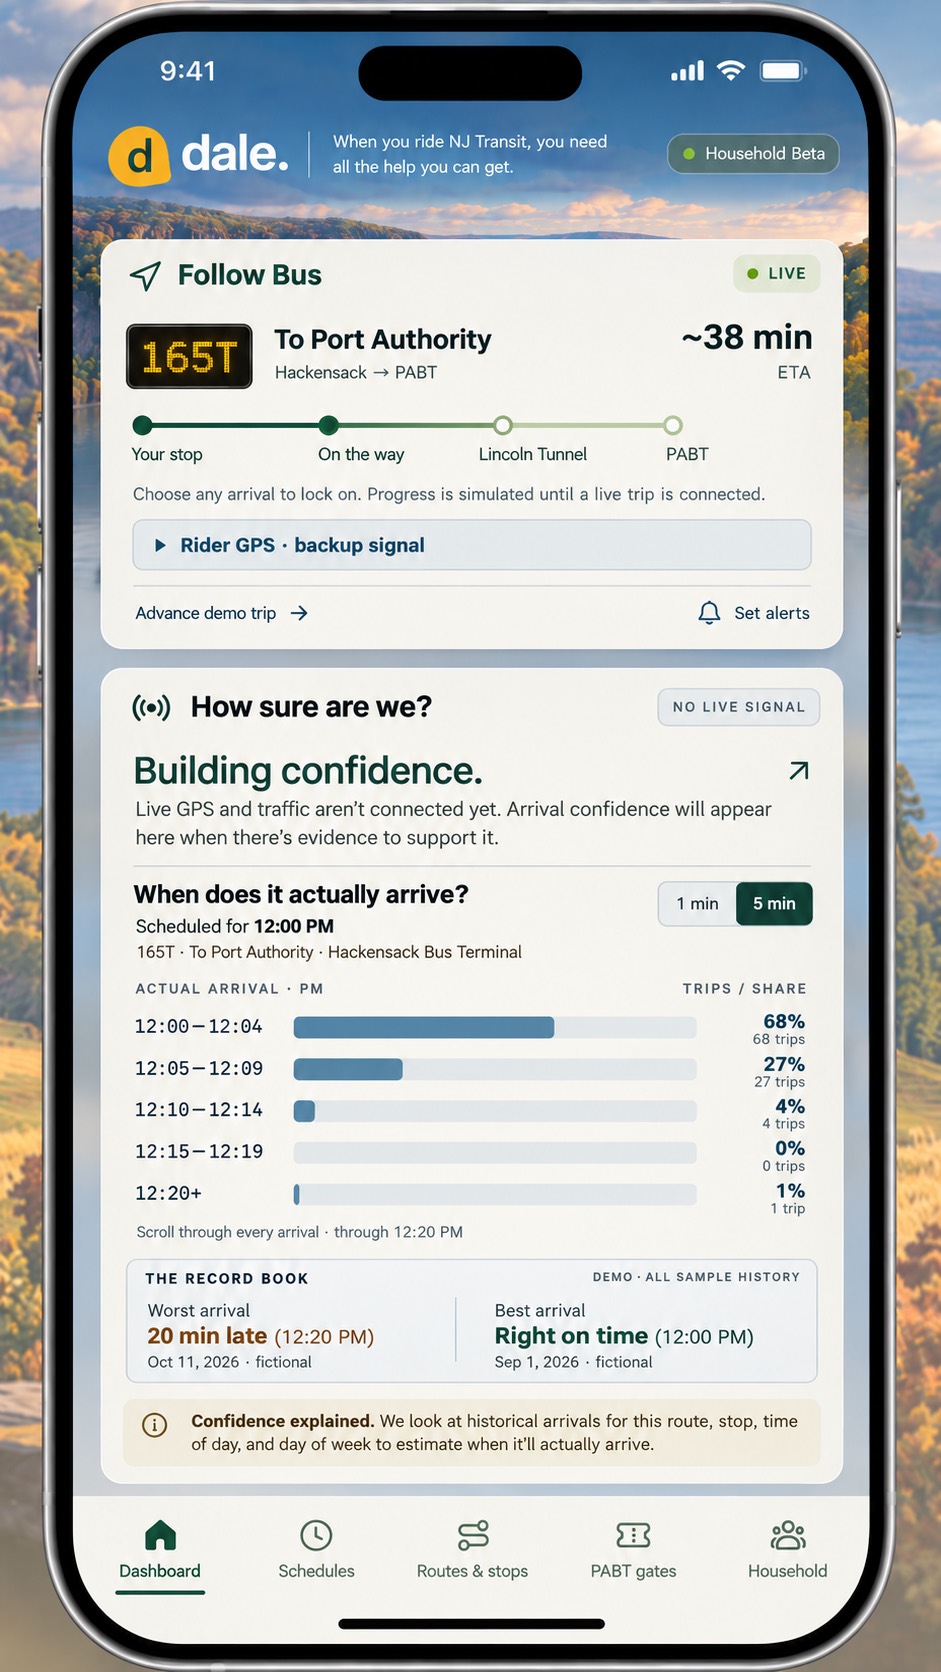 9:41
d dale.
When you ride NJ Transit, you need
all the help you can get.
Household Beta
Follow Bus
LIVE
165T
To Port Authority
~38 min
Hackensack → PABT
ETA
Your stop
On the way
Lincoln Tunnel
PABT
Choose any arrival to lock on. Progress is simulated until a live trip is connected.
Rider GPS · backup signal
Advance demo trip →
Set alerts
How sure are we?
NO LIVE SIGNAL
Building confidence.
Live GPS and traffic aren't connected yet. Arrival confidence will appear
here when there's evidence to support it.
When does it actually arrive?
1 min
5 min
Scheduled for 12:00 PM
165T · To Port Authority · Hackensack Bus Terminal
ACTUAL ARRIVAL · PM
TRIPS / SHARE
12:00–12:04
68%
68 trips
12:05–12:09
27%
27 trips
12:10–12:14
4%
4 trips
12:15–12:19
0%
0 trips
12:20+
1%
1 trip
Scroll through every arrival · through 12:20 PM
THE RECORD BOOK
DEMO · ALL SAMPLE HISTORY
Worst arrival
20 min late (12:20 PM)
Oct 11, 2026 · fictional
Best arrival
Right on time (12:00 PM)
Sep 1, 2026 · fictional
Confidence explained. We look at historical arrivals for this route, stop, time
of day, and day of week to estimate when it'll actually arrive.
Dashboard
Schedules
Routes & stops
PABT gates
Household